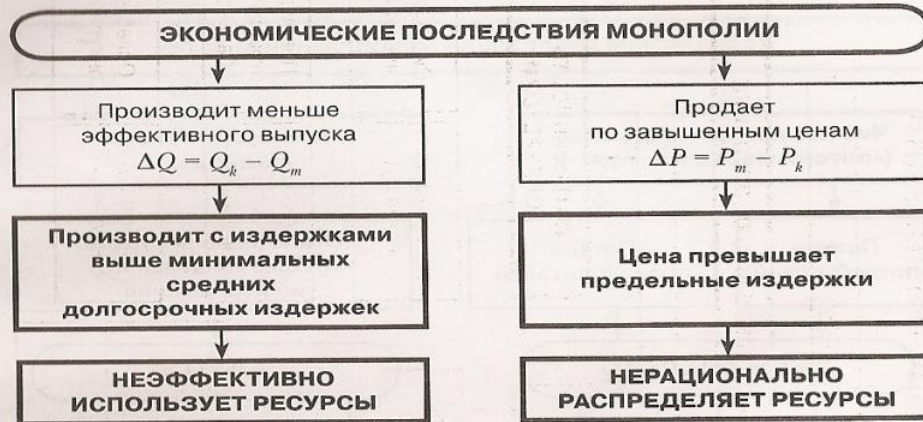 ЭКОНОМИЧЕСКИЕ ПОСЛЕДСТВИЯ МОНОПОЛИИ
Производит меньше
эффективного выпуска
ΔQ = Qₖ − Qₘ
Производит с издержками
выше минимальных
средних
долгосрочных издержек
НЕЭФФЕКТИВНО
ИСПОЛЬЗУЕТ РЕСУРСЫ
Продает
по завышенным ценам
ΔP = Pₘ − Pₖ
Цена превышает
предельные издержки
НЕРАЦИОНАЛЬНО
РАСПРЕДЕЛЯЕТ РЕСУРСЫ